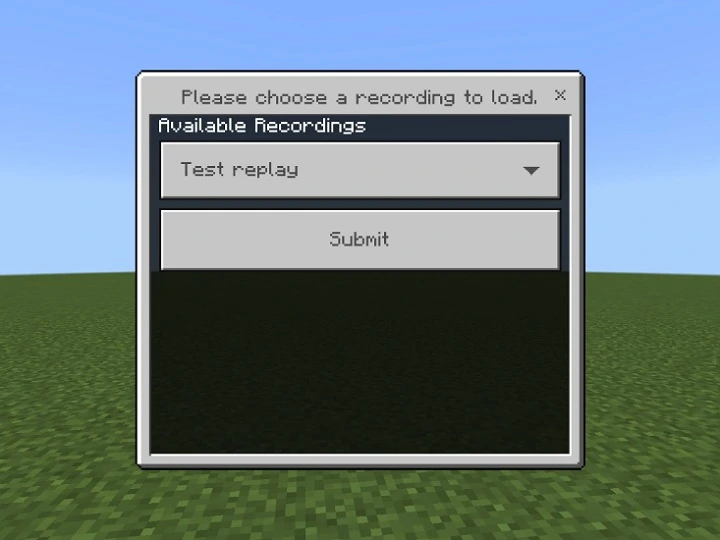 Please choose a recording to load.
Available Recordings
Test replay
Submit